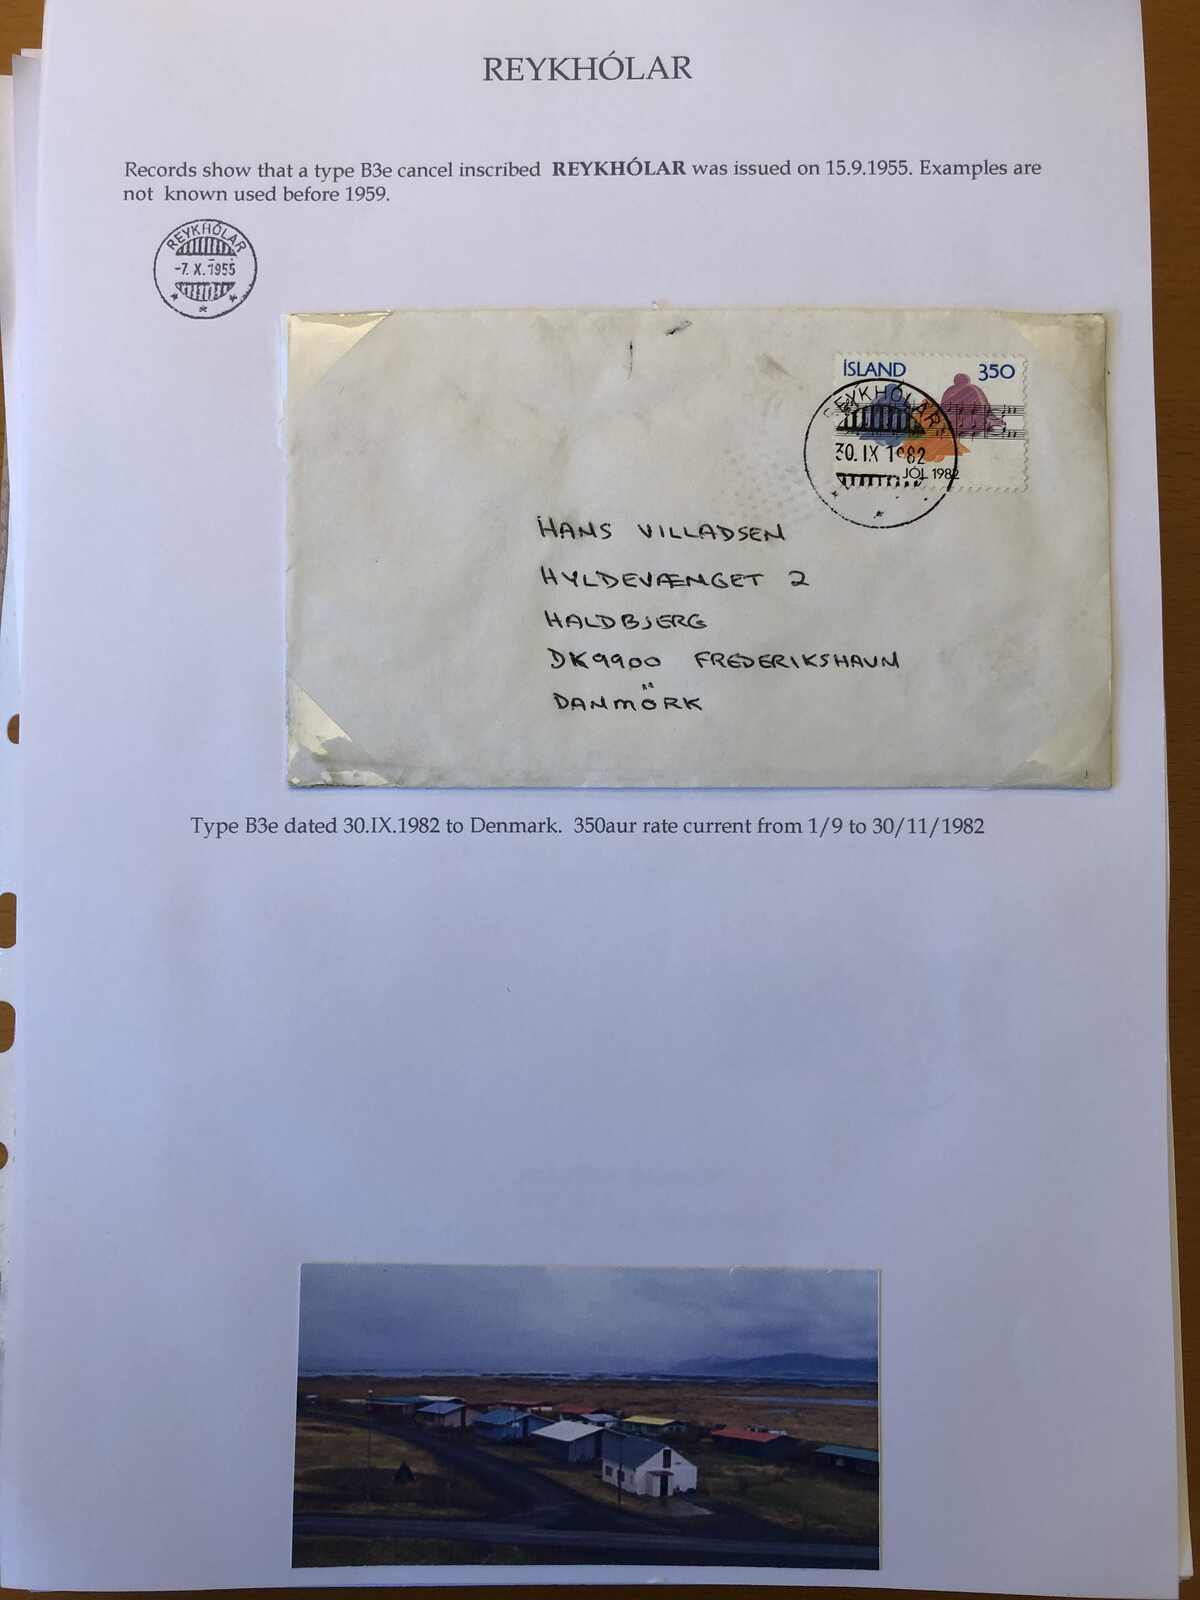 REYKHÓLAR
Records show that a type B3e cancel inscribed REYKHÓLAR was issued on 15.9.1955. Examples are
not known used before 1959.
REYKHÓLAR
-7. X. 1955
ÍSLAND 350
REYKHÓLAR
30. IX 1982
JÓL 1982
HANS VILLADSEN
HYLDEVÆNGET 2
HALDBJERG
DK9900 FREDERIKSHAVN
DANMÖRK
Type B3e dated 30.IX.1982 to Denmark. 350aur rate current from 1/9 to 30/11/1982